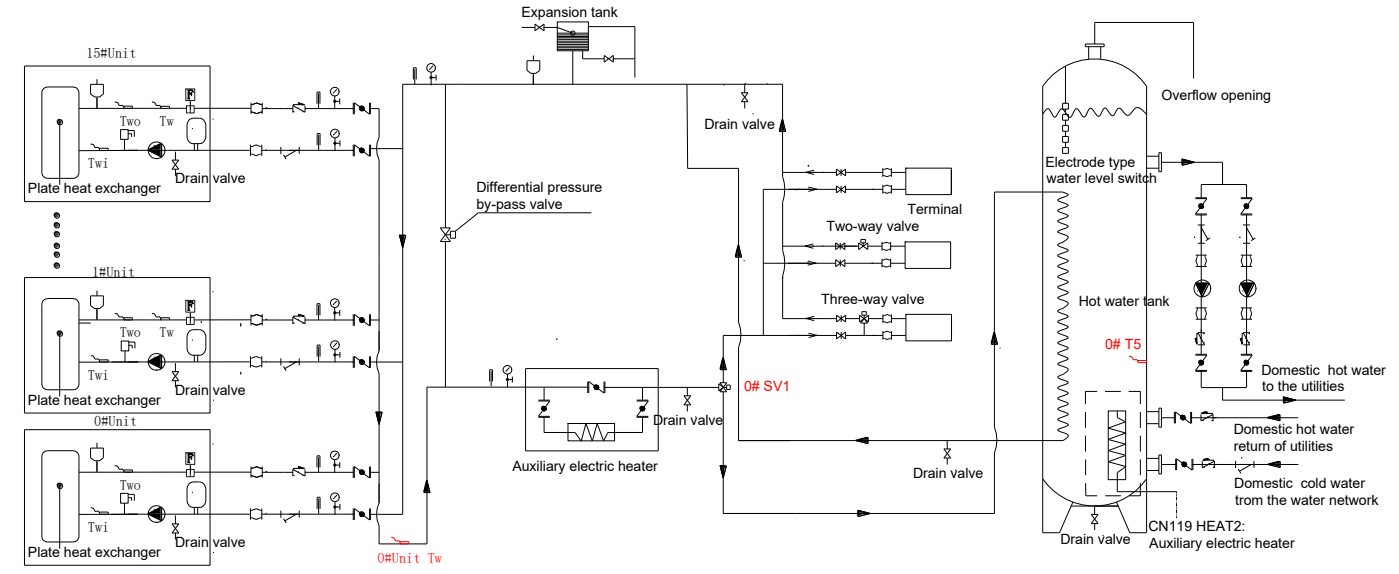 Expansion tank
15#Unit
Two
Tw
Twi
Drain valve
Plate heat exchanger
Drain valve
Overflow opening
Electrode type
water level switch
Differential pressure
by-pass valve
Terminal
Two-way valve
1#Unit
Two
Tw
Twi
Drain valve
Plate heat exchanger
Three-way valve
Hot water tank
0# T5
0# SV1
Domestic hot water
to the utilities
0#Unit
Drain valve
Auxiliary electric heater
Domestic hot water
return of utilities
Drain valve
Two
Tw
Twi
Drain valve
Plate heat exchanger
0#Unit Tw
Domestic cold water
trom the water network
CN119 HEAT2:
Auxiliary electric heater
Drain valve
F
F
F